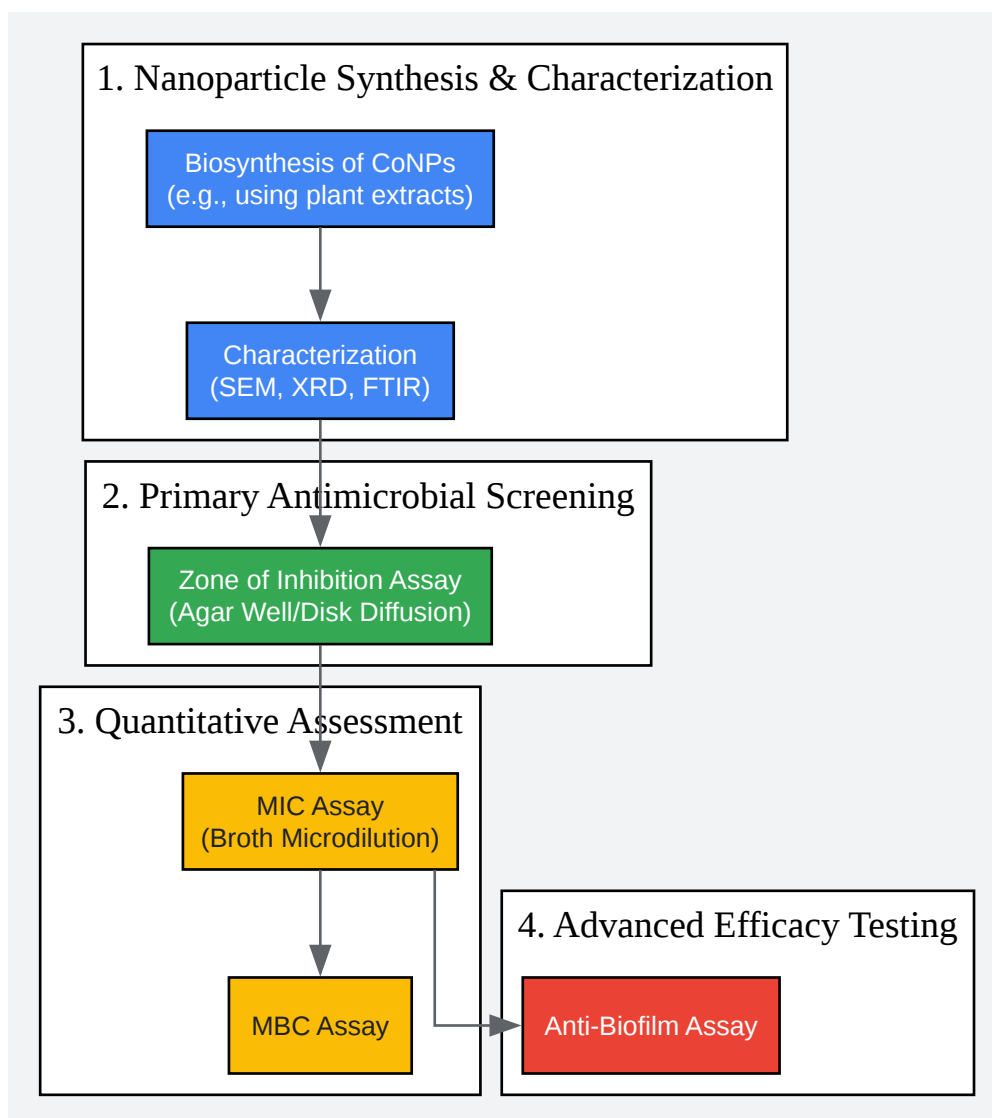 1. Nanoparticle Synthesis & Characterization
Biosynthesis of CoNPs
(e.g., using plant extracts)
Characterization
(SEM, XRD, FTIR)
2. Primary Antimicrobial Screening
Zone of Inhibition Assay
(Agar Well/Disk Diffusion)
3. Quantitative Assessment
MIC Assay
(Broth Microdilution)
MBC Assay
4. Advanced Efficacy Testing
Anti-Biofilm Assay